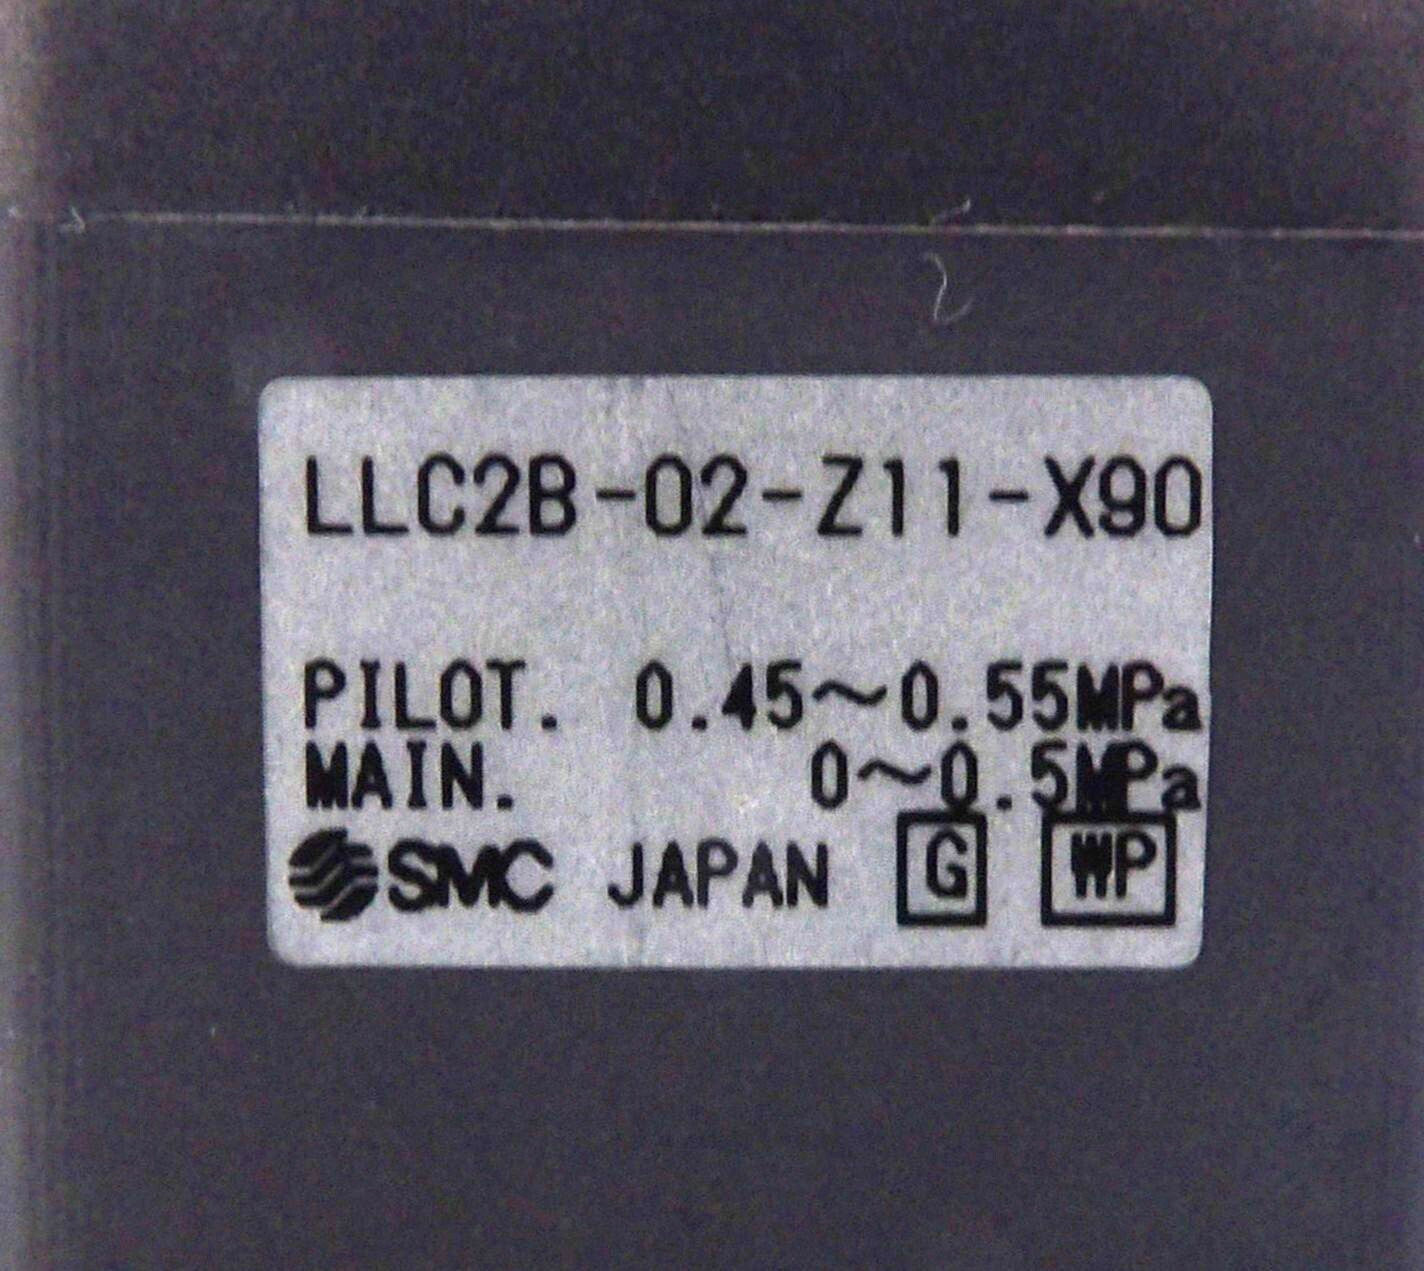 LLC2B-02-Z11-X90
PILOT. 0.45～0.55MPa
MAIN. 0～0.5MPa
SMC JAPAN G WP